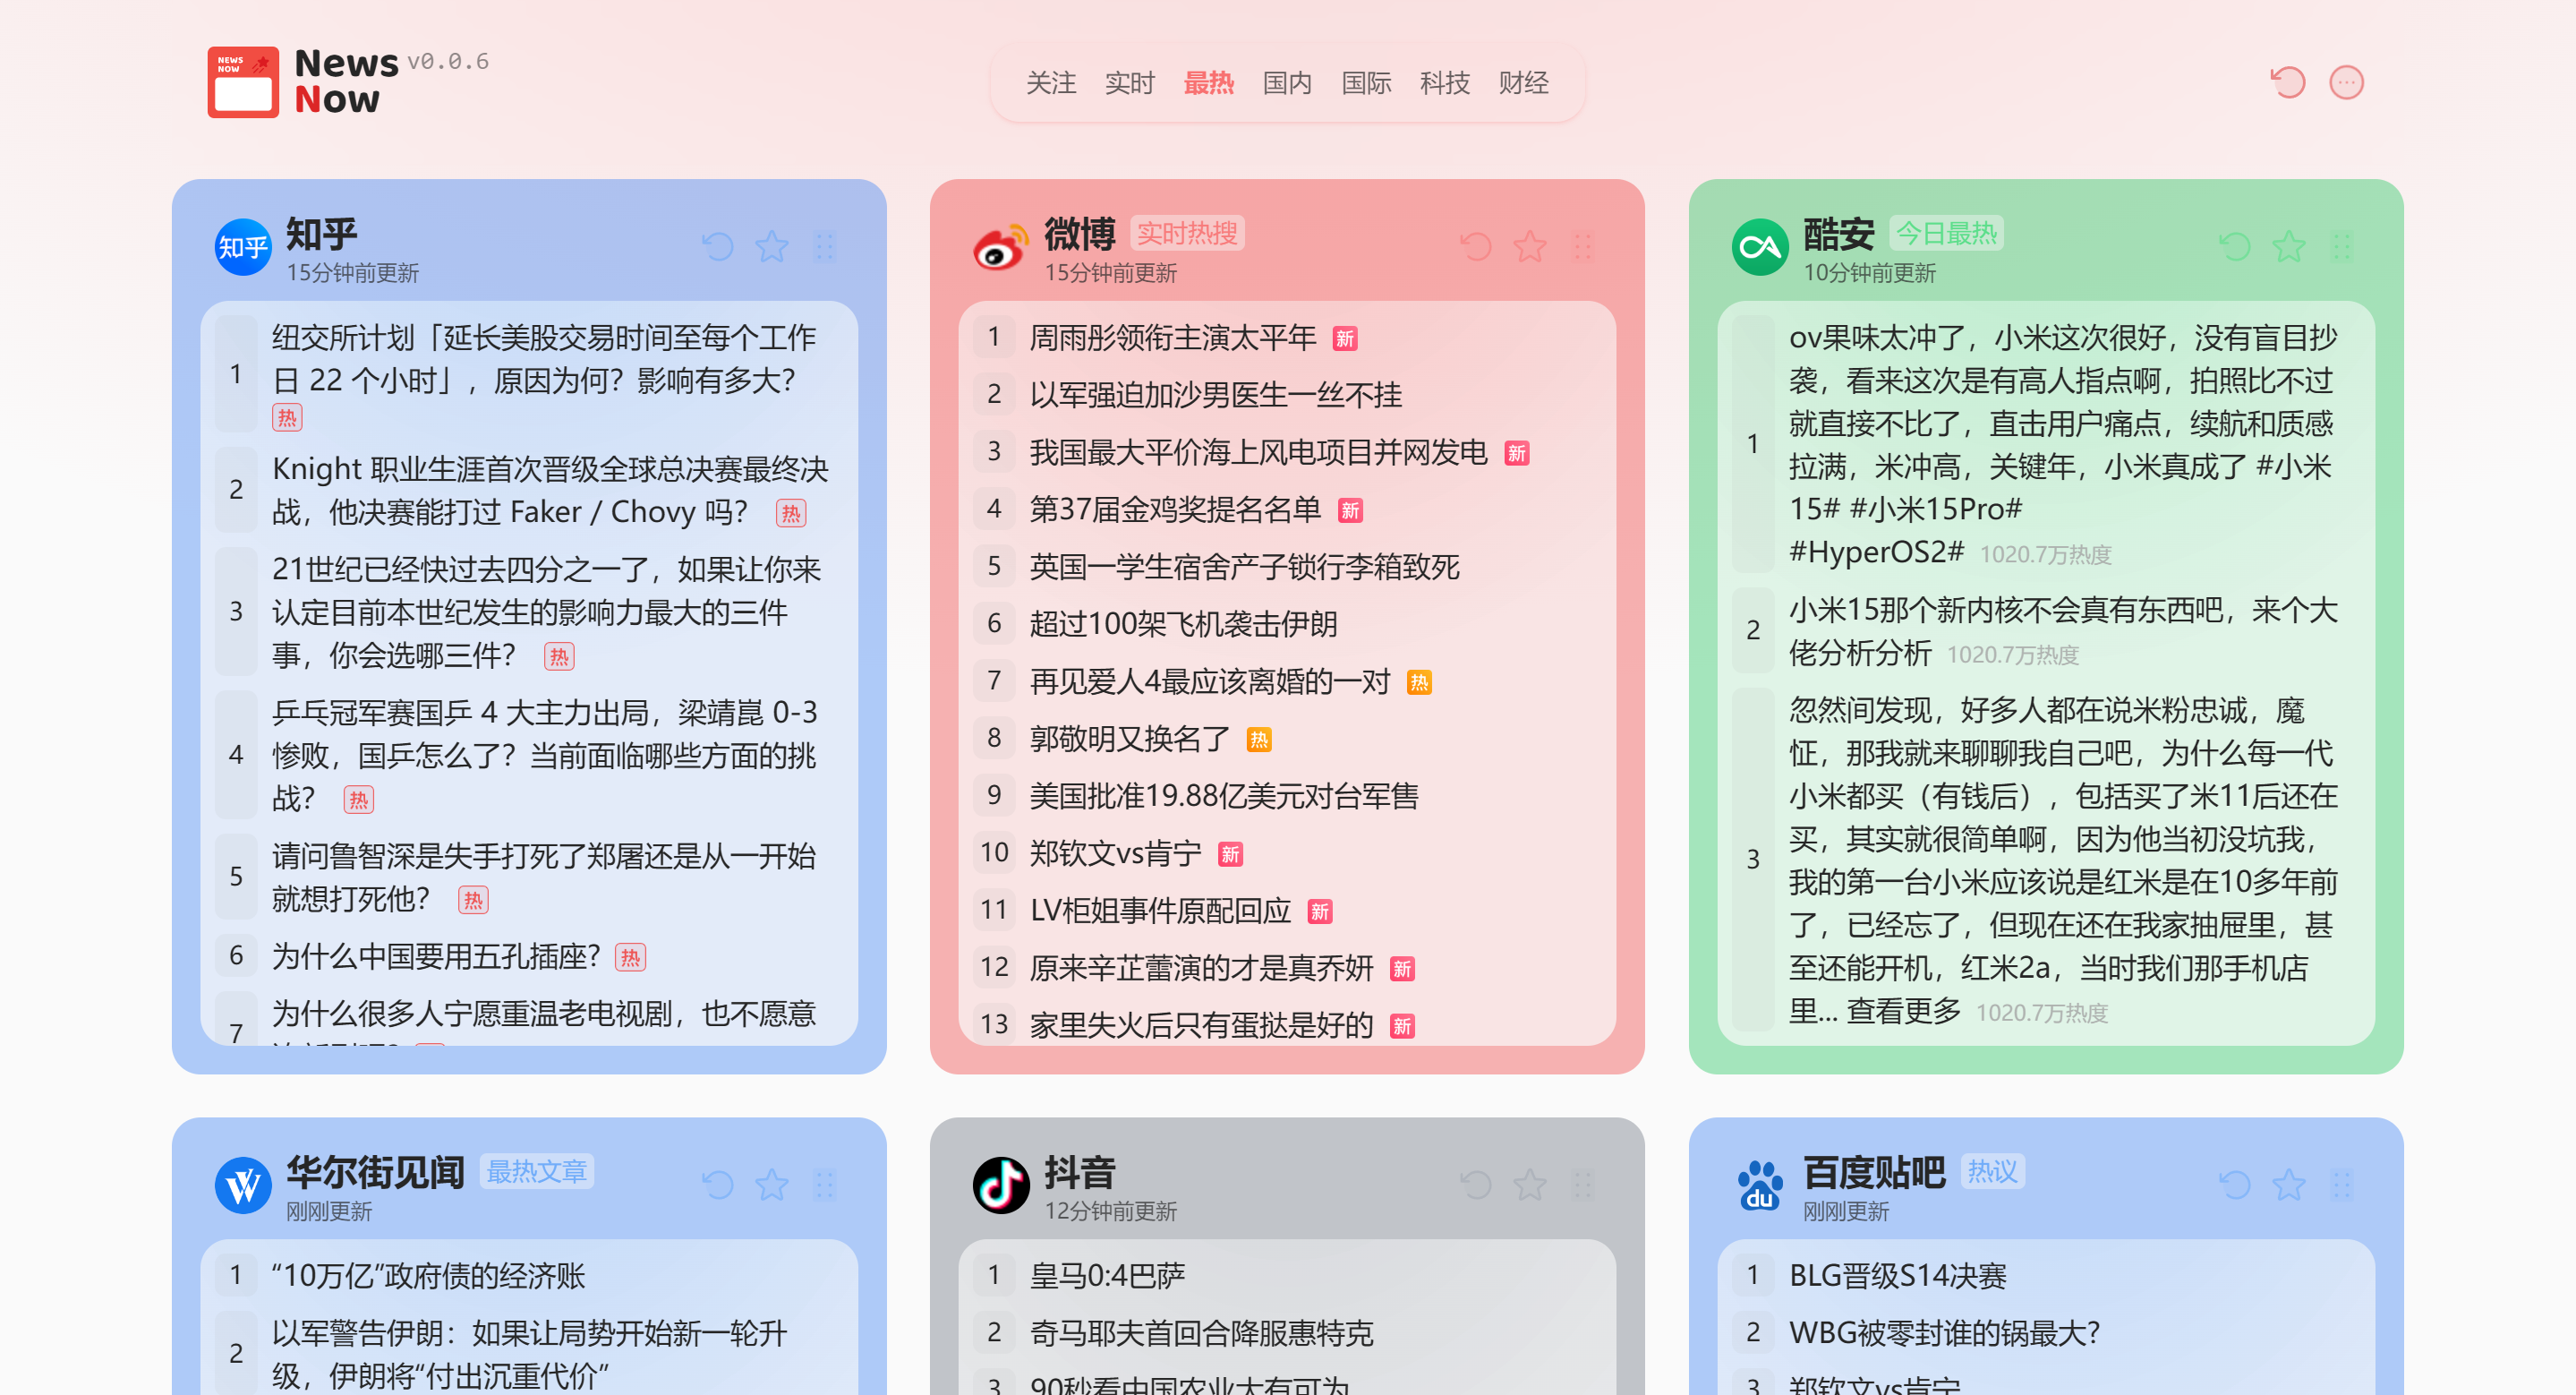 NEWS
NOW
News v0.0.6
Now
关注 实时 最热 国内 国际 科技 财经
知乎
知乎
15分钟前更新
1
纽交所计划「延长美股交易时间至每个工作
日 22 个小时」，原因为何？影响有多大？
热
2
Knight 职业生涯首次晋级全球总决赛最终决
战，他决赛能打过 Faker / Chovy 吗？ 热
3
21世纪已经快过去四分之一了，如果让你来
认定目前本世纪发生的影响力最大的三件
事，你会选哪三件？ 热
4
乒乓冠军赛国乒 4 大主力出局，梁靖崑 0-3
惨败，国乒怎么了？当前面临哪些方面的挑
战？ 热
5
请问鲁智深是失手打死了郑屠还是从一开始
就想打死他？ 热
6 为什么中国要用五孔插座？ 热
7
为什么很多人宁愿重温老电视剧，也不愿意
微博 实时热搜
15分钟前更新
1 周雨彤领衔主演太平年 新
2 以军强迫加沙男医生一丝不挂
3 我国最大平价海上风电项目并网发电 新
4 第37届金鸡奖提名名单 新
5 英国一学生宿舍产子锁行李箱致死
6 超过100架飞机袭击伊朗
7 再见爱人4最应该离婚的一对 热
8 郭敬明又换名了 热
9 美国批准19.88亿美元对台军售
10 郑钦文vs肯宁 新
11 LV柜姐事件原配回应 新
12 原来辛芷蕾演的才是真乔妍 新
13 家里失火后只有蛋挞是好的 新
酷安 今日最热
10分钟前更新
1
ov果味太冲了，小米这次很好，没有盲目抄
袭，看来这次是有高人指点啊，拍照比不过
就直接不比了，直击用户痛点，续航和质感
拉满，米冲高，关键年，小米真成了 #小米
15# #小米15Pro#
#HyperOS2# 1020.7万热度
2
小米15那个新内核不会真有东西吧，来个大
佬分析分析 1020.7万热度
3
忽然间发现，好多人都在说米粉忠诚，魔
怔，那我就来聊聊我自己吧，为什么每一代
小米都买（有钱后），包括买了米11后还在
买，其实就很简单啊，因为他当初没坑我，
我的第一台小米应该说是红米是在10多年前
了，已经忘了，但现在还在我家抽屉里，甚
至还能开机，红米2a，当时我们那手机店
里... 查看更多 1020.7万热度
华尔街见闻 最热文章
刚刚更新
1 “10万亿”政府债的经济账
2
以军警告伊朗：如果让局势开始新一轮升
级，伊朗将“付出沉重代价”
抖音
12分钟前更新
1 皇马0:4巴萨
2 奇马耶夫首回合降服惠特克
3 90秒看中国农业大有可为
du
百度贴吧 热议
刚刚更新
1 BLG晋级S14决赛
2 WBG被零封谁的锅最大？
3 郑钦文vs肯宁